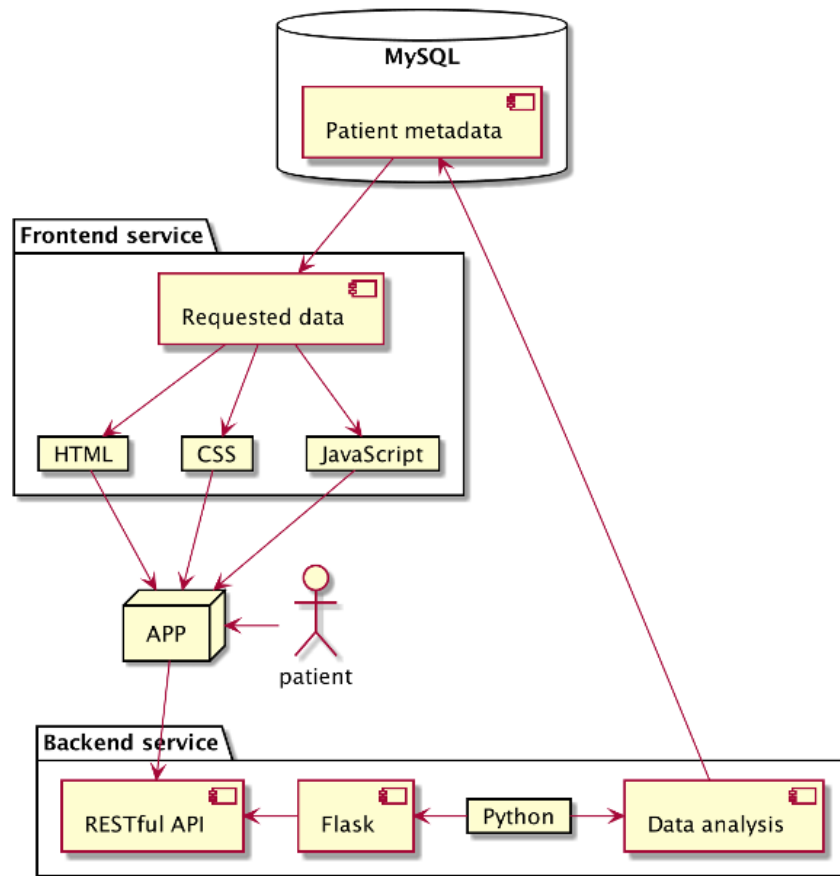 MySQL
Patient metadata
Frontend service
Requested data
HTML
CSS
JavaScript
APP
patient
Backend service
RESTful API
Flask
Python
Data analysis